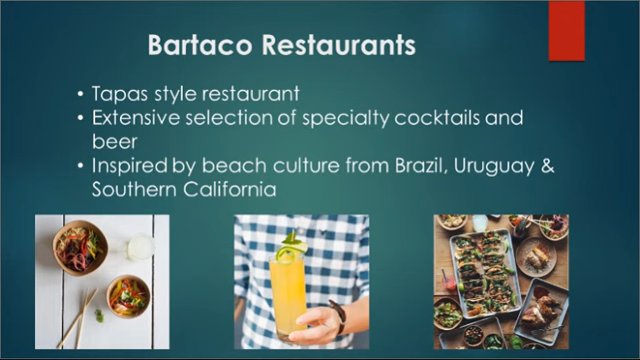 Bartaco Restaurants
• Tapas style restaurant
• Extensive selection of specialty cocktails and
beer
• Inspired by beach culture from Brazil, Uruguay &
Southern California